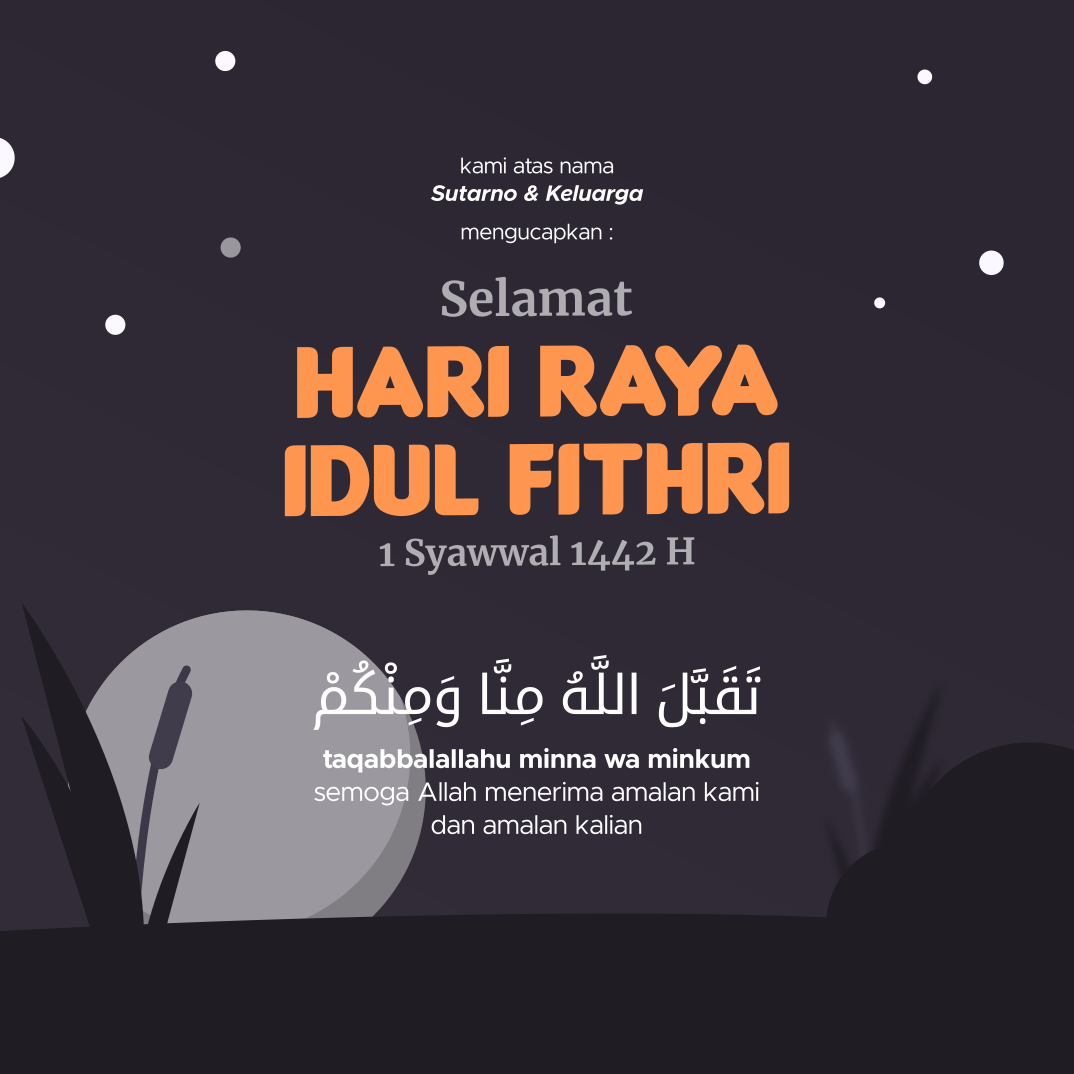 kami atas nama
Sutarno & Keluarga
mengucapkan :
Selamat
HARI RAYA
IDUL FITHRI
1 Syawwal 1442 H
تَقَبَّلَ اللَّهُ مِنَّا وَمِنْكُمْ
taqabbalallahu minna wa minkum
semoga Allah menerima amalan kami
dan amalan kalian